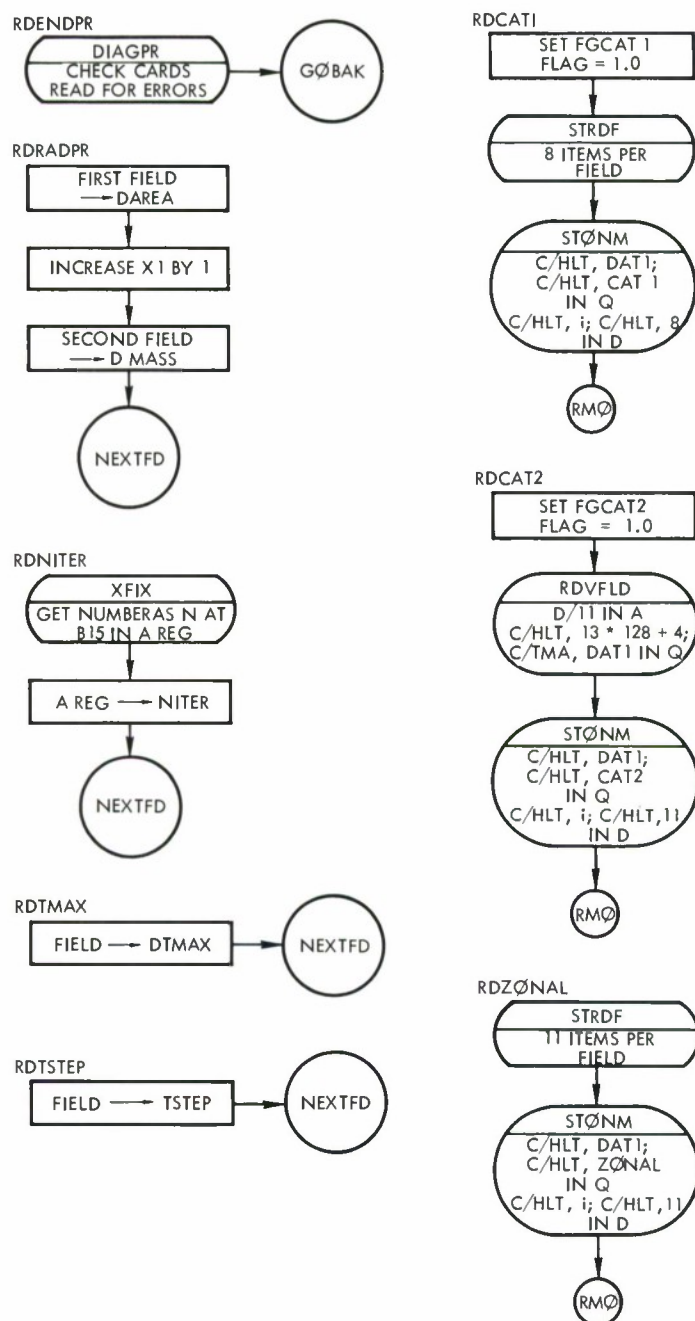 RDENDPR
DIAGPR
CHECK CARDS
READ FOR ERRORS
GØBAK
RDRADPR
FIRST FIELD
→ DAREA
INCREASE X1 BY 1
SECOND FIELD
→ D MASS
NEXTFD
RDNITER
XFIX
GET NUMBERAS N AT
B15 IN A REG
A REG → NITER
NEXTFD
RDTMAX
FIELD → DTMAX
NEXTFD
RDTSTEP
FIELD → TSTEP
NEXTFD
RDCAT1
SET FGCAT 1
FLAG = 1.0
STRDF
8 ITEMS PER
FIELD
STØNM
C/HLT, DAT1;
C/HLT, CAT 1
IN Q
C/HLT, i; C/HLT, 8
IN D
RMØ
RDCAT2
SET FGCAT2
FLAG = 1.0
RDVFLD
D/11 IN A
C/HLT, 13 * 128 + 4;
C/TMA, DAT1 IN Q
STØNM
C/HLT, DAT1;
C/HLT, CAT2
IN Q
C/HLT, i; C/HLT,11
IN D
RMØ
RDZØNAL
STRDF
11 ITEMS PER
FIELD
STØNM
C/HLT, DAT1;
C/HLT, ZØNAL
IN Q
C/HLT, i; C/HLT,11
IN D
RMØ